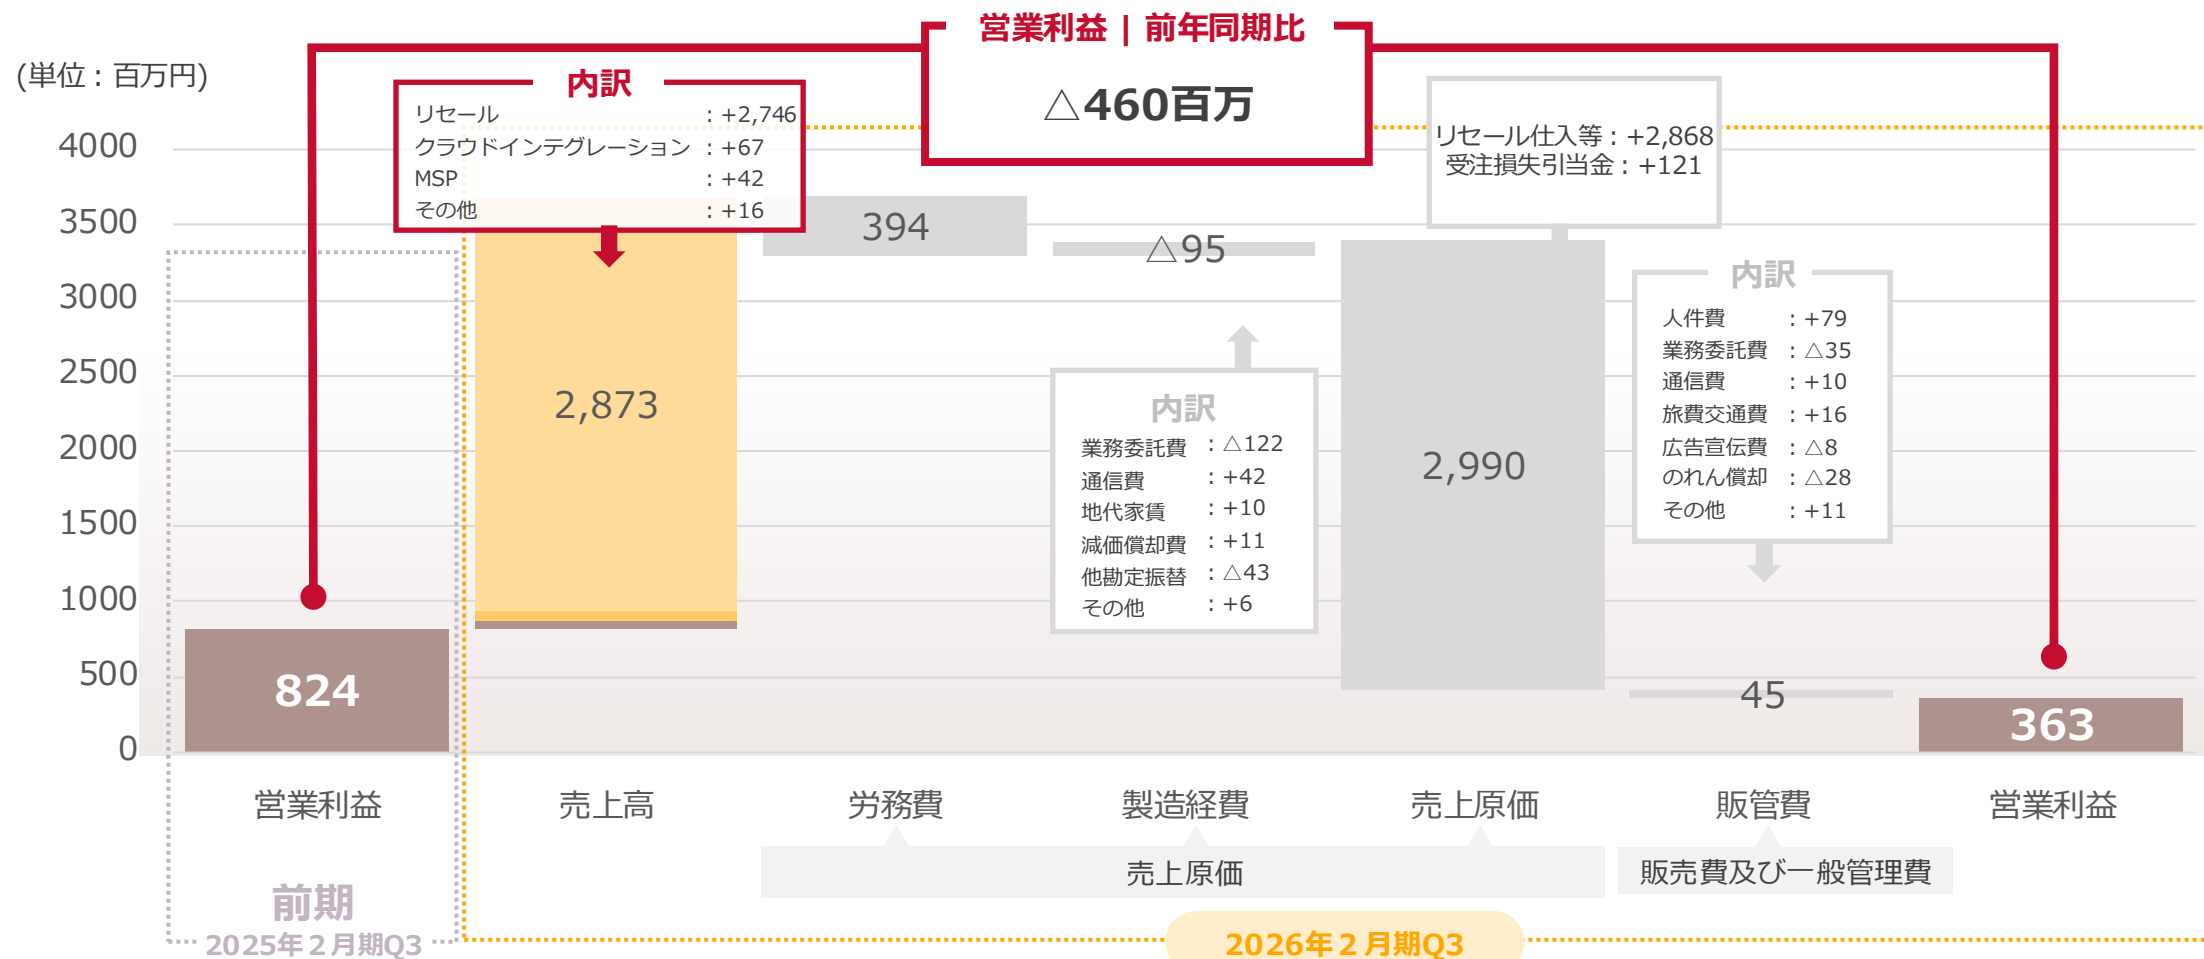 営業利益 | 前年同期比
△460百万
(単位：百万円)
内訳
リセール ：+2,746
クラウドインテグレーション ：+67
MSP ：+42
その他 ：+16
リセール仕入等：+2,868
受注損失引当金：+121
4000
3500
3000
2500
2000
1500
1000
500
0
824
2,873
394
△95
内訳
業務委託費 ：△122
通信費 ：+42
地代家賃 ：+10
減価償却費 ：+11
他勘定振替 ：△43
その他 ：+6
2,990
内訳
人件費 ：+79
業務委託費 ：△35
通信費 ：+10
旅費交通費 ：+16
広告宣伝費 ：△8
のれん償却 ：△28
その他 ：+11
45
363
営業利益 売上高 労務費 製造経費 売上原価 販管費 営業利益
売上原価 販売費及び一般管理費
前期
2025年２月期Q3
2026年２月期Q3